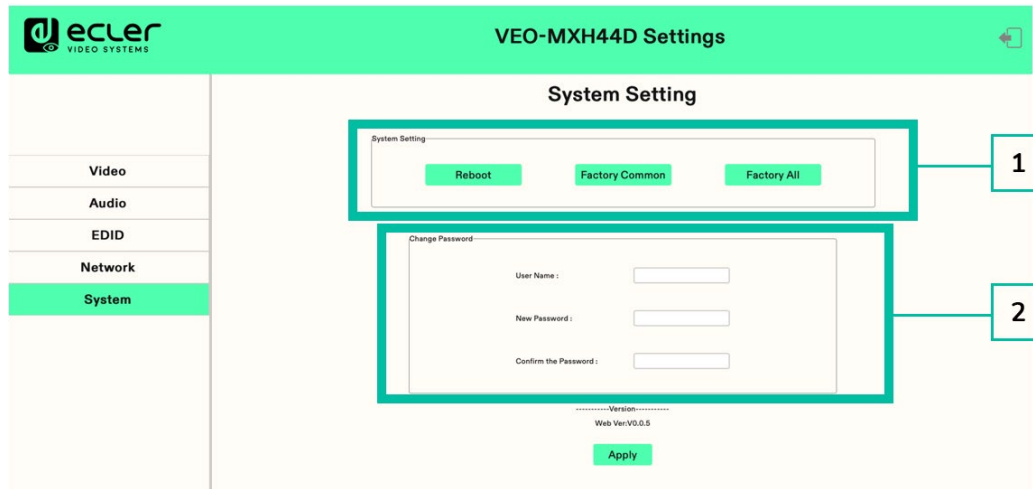 ecler
VIDEO SYSTEMS
VEO-MXH44D Settings
System Setting
Video
Audio
EDID
Network
System
System Setting
Reboot Factory Common Factory All
1
Change Password
User Name :
New Password :
Confirm the Password :
2
-----------Version-----------
Web Ver:V0.0.5
Apply